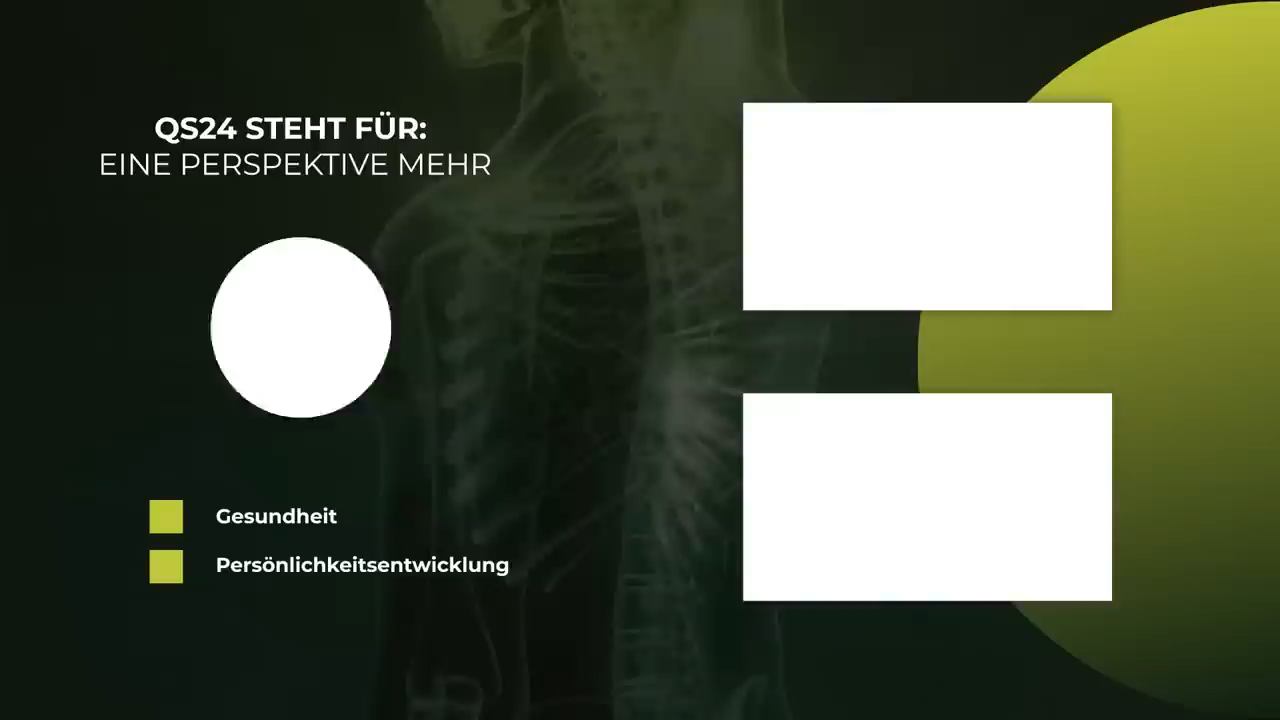 QS24 STEHT FÜR:
EINE PERSPEKTIVE MEHR
Gesundheit
Persönlichkeitsentwicklung